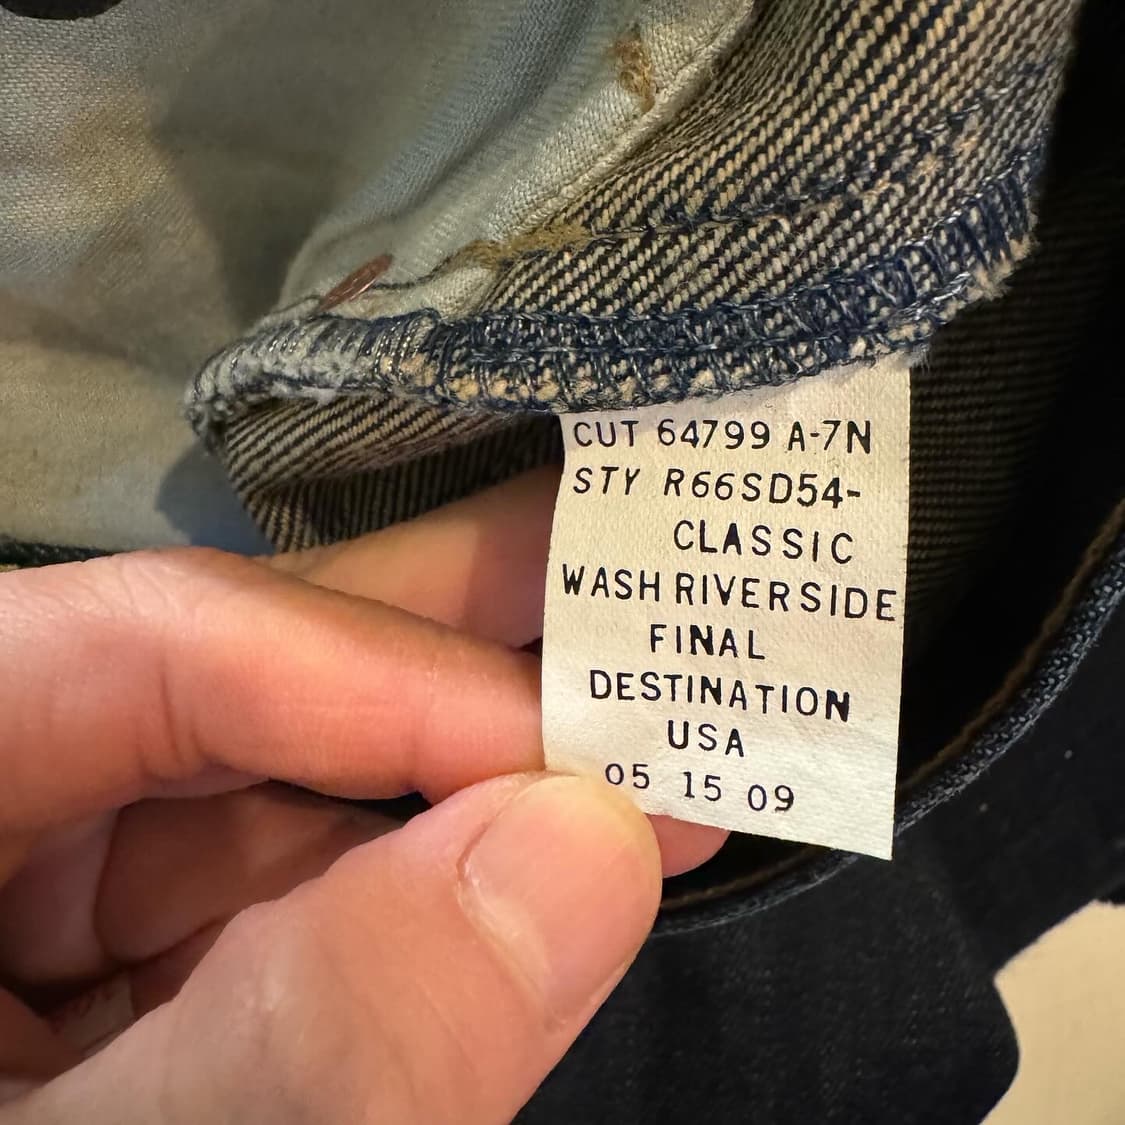 CUT 64799 A-7N
STY R66SD54-
CLASSIC
WASH RIVERSIDE
FINAL
DESTINATION
USA
05 15 09